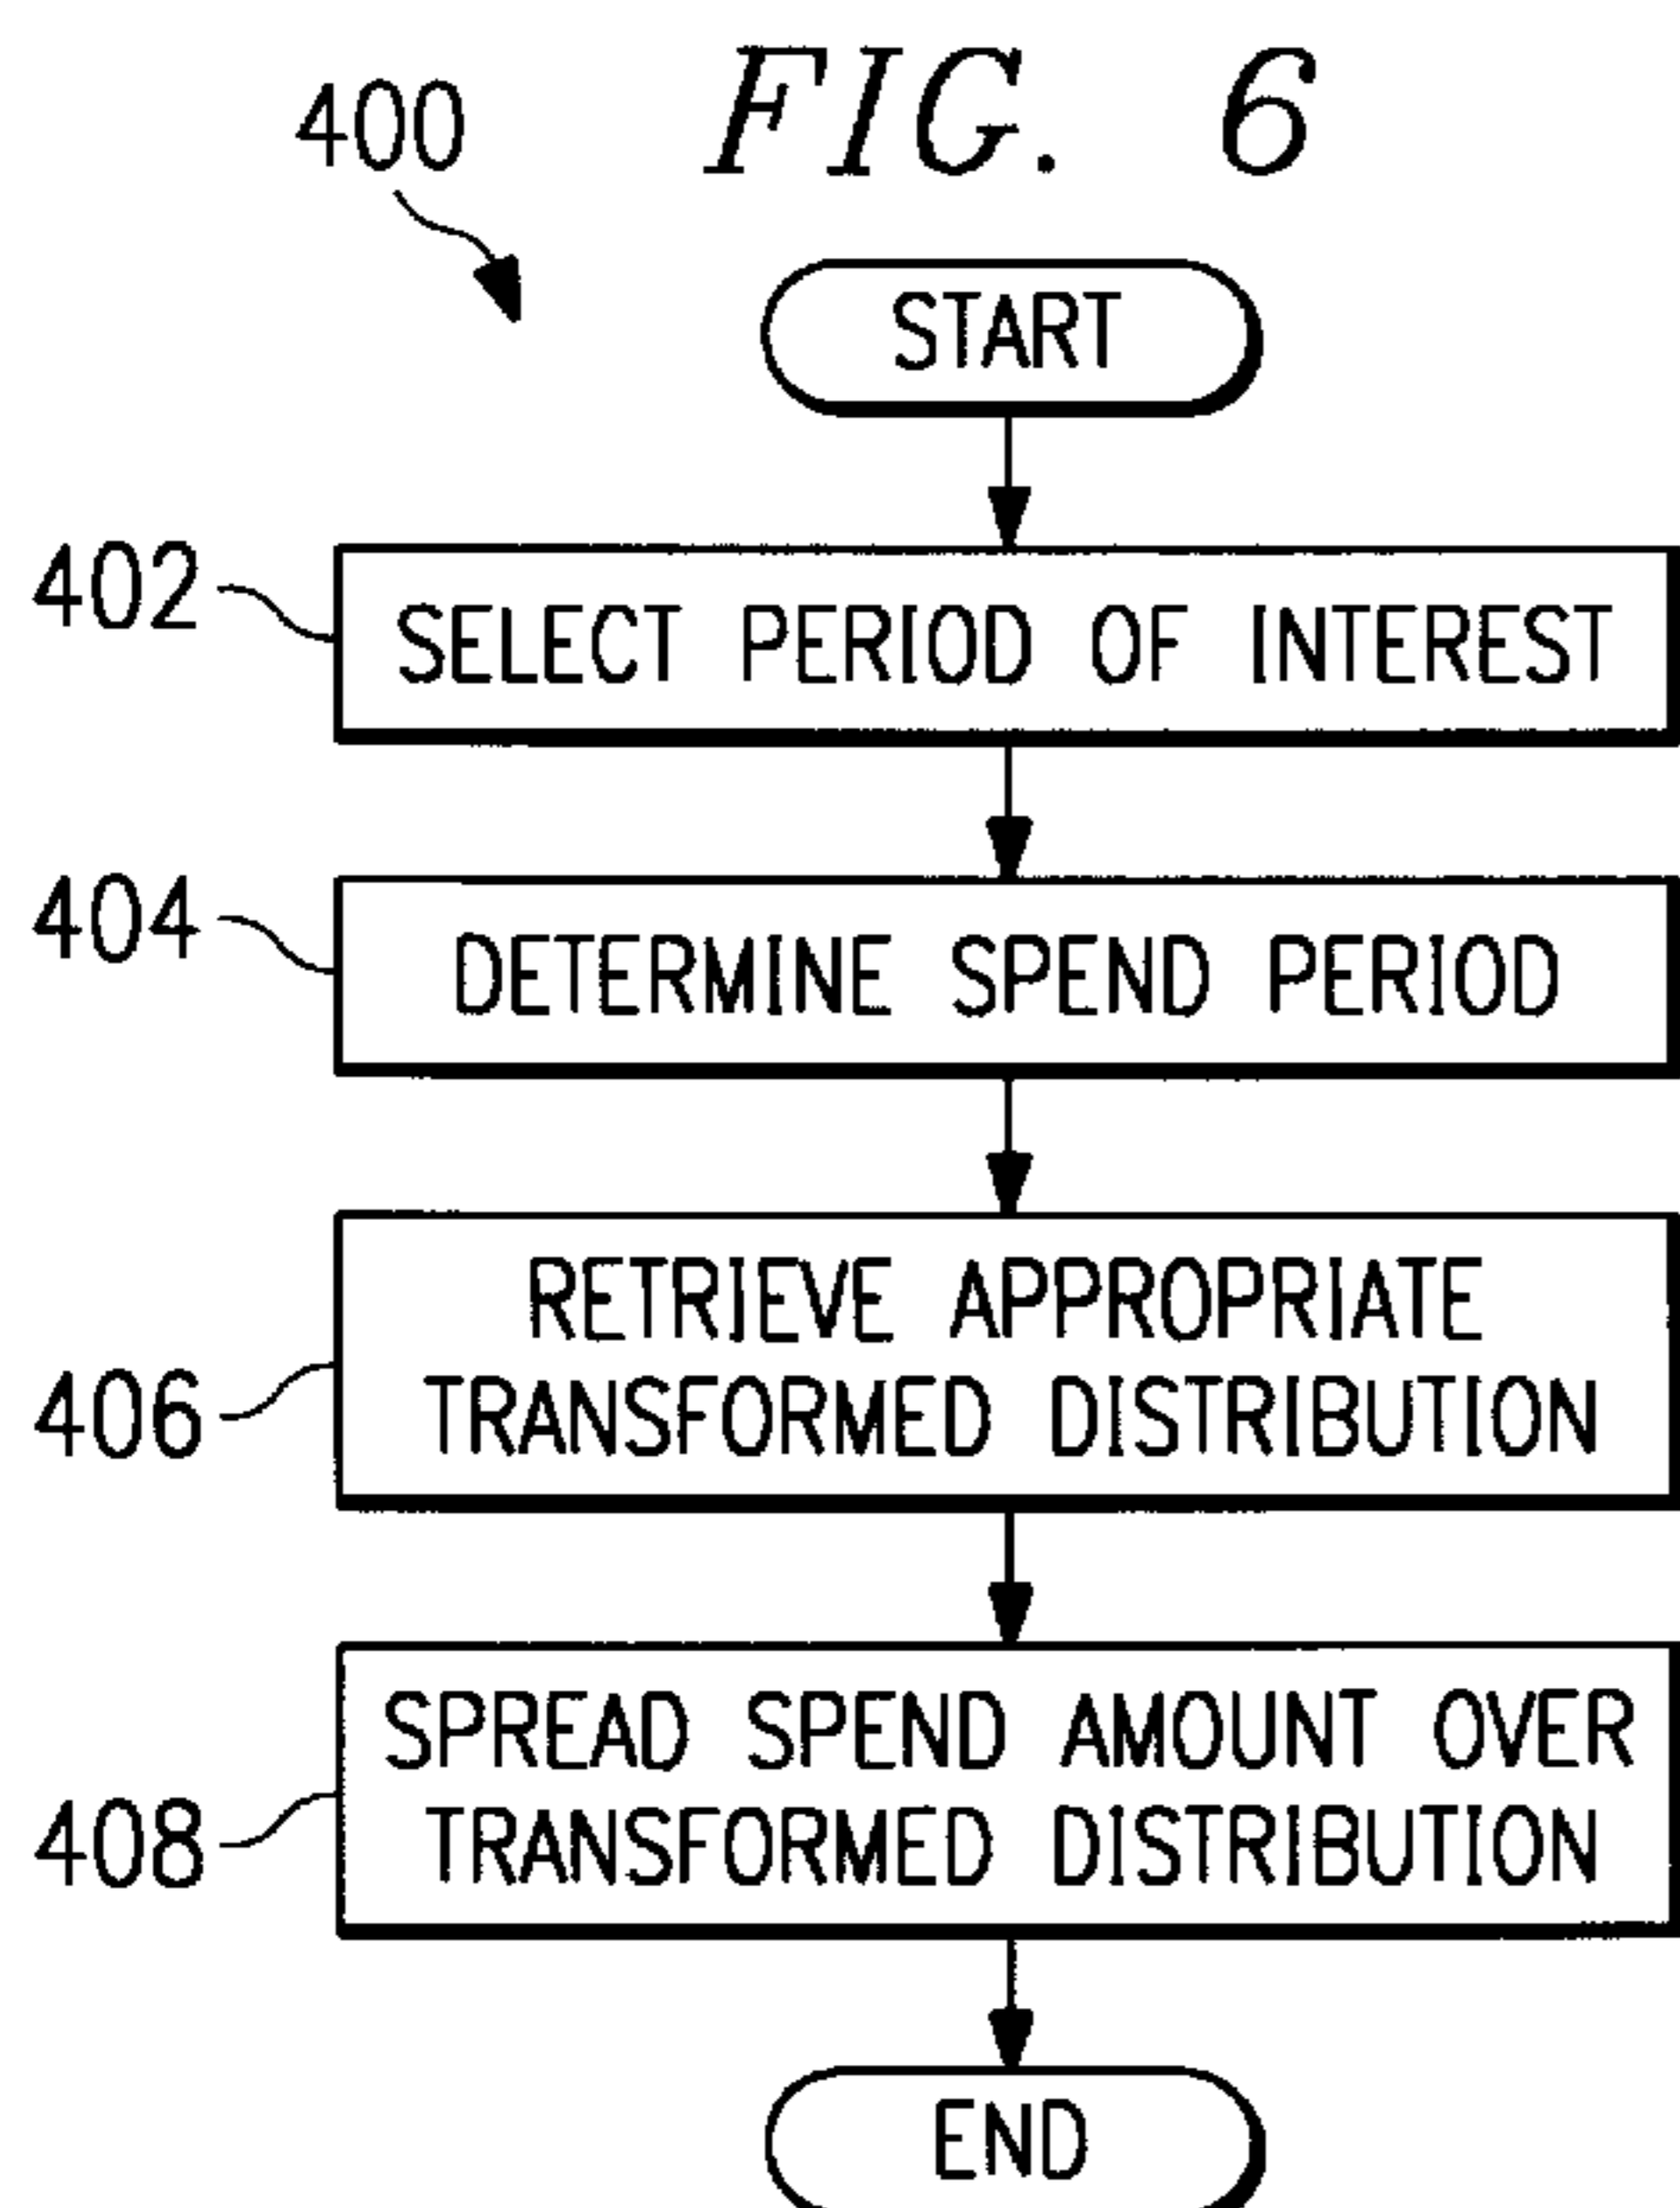 FIG. 6
400
START
402
SELECT PERIOD OF INTEREST
404
DETERMINE SPEND PERIOD
406
RETRIEVE APPROPRIATE
TRANSFORMED DISTRIBUTION
408
SPREAD SPEND AMOUNT OVER
TRANSFORMED DISTRIBUTION
END